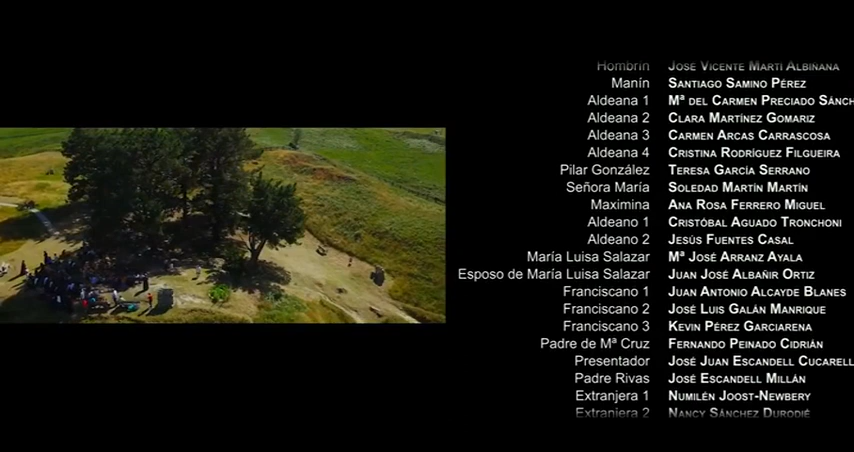 Hombrín José Vicente Martí Albiñana
Manín Santiago Samino Pérez
Aldeana 1 Mª del Carmen Preciado Sánch
Aldeana 2 Clara Martínez Gomariz
Aldeana 3 Carmen Arcas Carrascosa
Aldeana 4 Cristina Rodríguez Filgueira
Pilar González Teresa García Serrano
Señora María Soledad Martín Martín
Maximina Ana Rosa Ferrero Miguel
Aldeano 1 Cristóbal Aguado Tronchoni
Aldeano 2 Jesús Fuentes Casal
María Luisa Salazar Mª José Arranz Ayala
Esposo de María Luisa Salazar Juan José Albañir Ortiz
Franciscano 1 Juan Antonio Alcayde Blanes
Franciscano 2 José Luis Galán Manrique
Franciscano 3 Kevin Pérez Garciarena
Padre de Mª Cruz Fernando Peinado Cidrián
Presentador José Juan Escandell Cucarell
Padre Rivas José Escandell Millán
Extranjera 1 Numilén Joost-Newbery
Extranjera 2 Nancy Sánchez Durodié